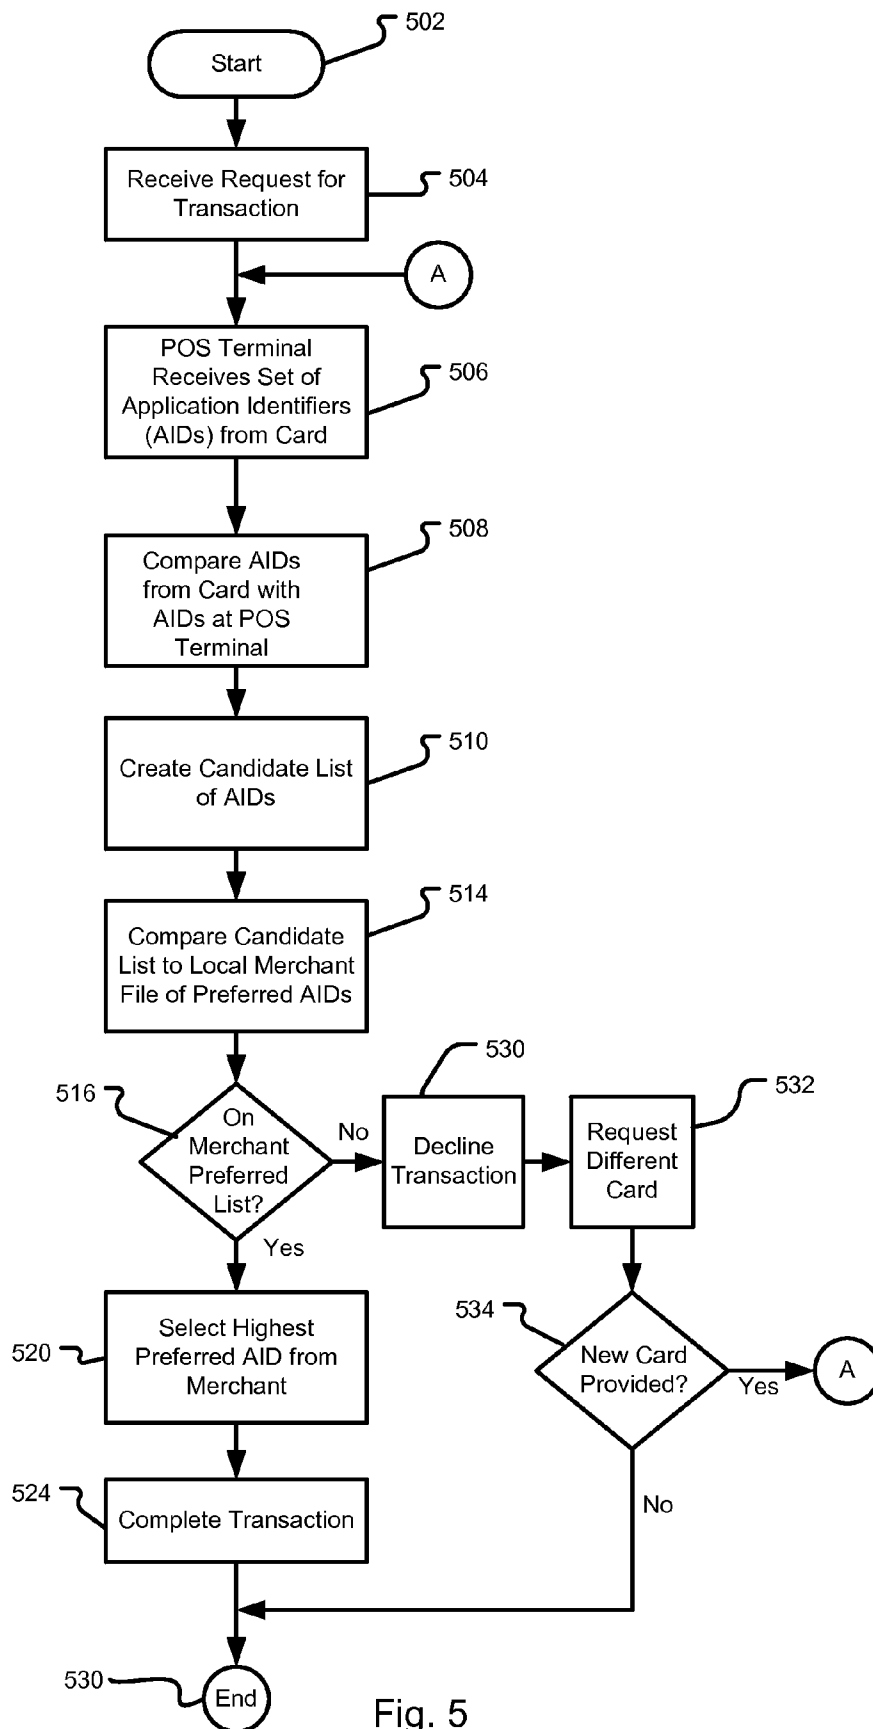 502
Start
Receive Request for
Transaction
504
A
POS Terminal
Receives Set of
Application Identifiers
(AIDs) from Card
506
508
Compare AIDs
from Card with
AIDs at POS
Terminal
510
Create Candidate List
of AIDs
514
Compare Candidate
List to Local Merchant
File of Preferred AIDs
516
On
Merchant
Preferred
List?
No
Yes
530
Decline
Transaction
532
Request
Different
Card
534
New Card
Provided?
Yes
A
No
520
Select Highest
Preferred AID from
Merchant
524
Complete Transaction
530
End
Fig. 5